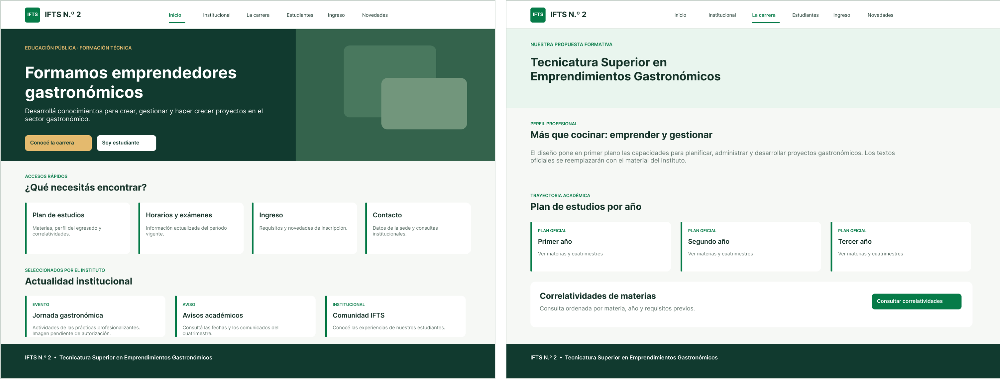 IFTS
IFTS N.º 2
Inicio
Institucional
La carrera
Estudiantes
Ingreso
Novedades
EDUCACIÓN PÚBLICA · FORMACIÓN TÉCNICA
Formamos emprendedores
gastronómicos
Desarrollá conocimientos para crear, gestionar y hacer crecer proyectos en el
sector gastronómico.
Conocé la carrera
Soy estudiante
ACCESOS RÁPIDOS
¿Qué necesitás encontrar?
Plan de estudios
Materias, perfil del egresado y
correlatividades.
Horarios y exámenes
Información actualizada del período
vigente.
Ingreso
Requisitos y novedades de inscripción.
Contacto
Datos de la sede y consultas
institucionales.
SELECCIONADOS POR EL INSTITUTO
Actualidad institucional
EVENTO
Jornada gastronómica
Actividades de las prácticas profesionalizantes.
Imagen pendiente de autorización.
AVISO
Avisos académicos
Consultá las fechas y los comunicados del
cuatrimestre.
INSTITUCIONAL
Comunidad IFTS
Conocé las experiencias de nuestros estudiantes.
IFTS N.º 2 • Tecnicatura Superior en Emprendimientos Gastronómicos
IFTS
IFTS N.º 2
Inicio
Institucional
La carrera
Estudiantes
Ingreso
Novedades
NUESTRA PROPUESTA FORMATIVA
Tecnicatura Superior en
Emprendimientos Gastronómicos
PERFIL PROFESIONAL
Más que cocinar: emprender y gestionar
El diseño pone en primer plano las capacidades para planificar, administrar y desarrollar proyectos gastronómicos. Los textos
oficiales se reemplazarán con el material del instituto.
TRAYECTORIA ACADÉMICA
Plan de estudios por año
PLAN OFICIAL
Primer año
Ver materias y cuatrimestres
PLAN OFICIAL
Segundo año
Ver materias y cuatrimestres
PLAN OFICIAL
Tercer año
Ver materias y cuatrimestres
Correlatividades de materias
Consulta ordenada por materia, año y requisitos previos.
Consultar correlatividades
IFTS N.º 2 • Tecnicatura Superior en Emprendimientos Gastronómicos